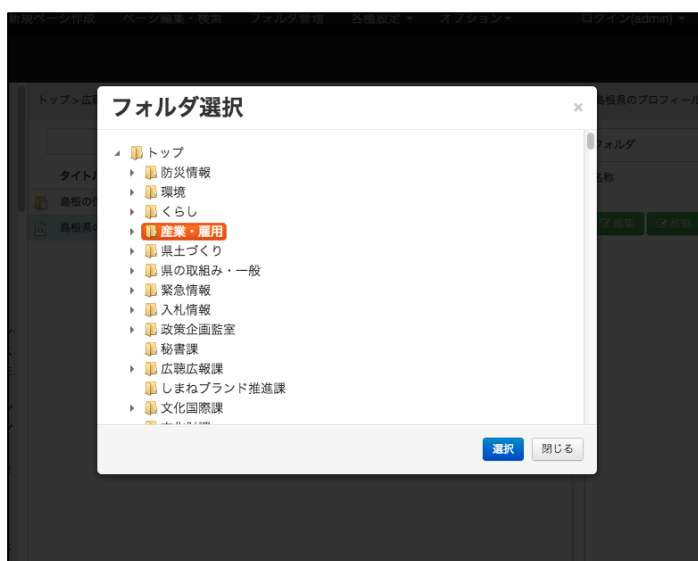 新規ページ作成 ページ編集・検索 フォルダ管理 各種設定 オプション ログイン(admin)
トップ > 広聴
島根県のプロフィール
フォルダ選択
×
フォルダ
タイトル
名称
島根の
島根県の
編集 移動
トップ
防災情報
環境
くらし
産業・雇用
県土づくり
県の取組み・一般
緊急情報
入札情報
政策企画監室
秘書課
広聴広報課
しまねブランド推進課
文化国際課
選択 閉じる